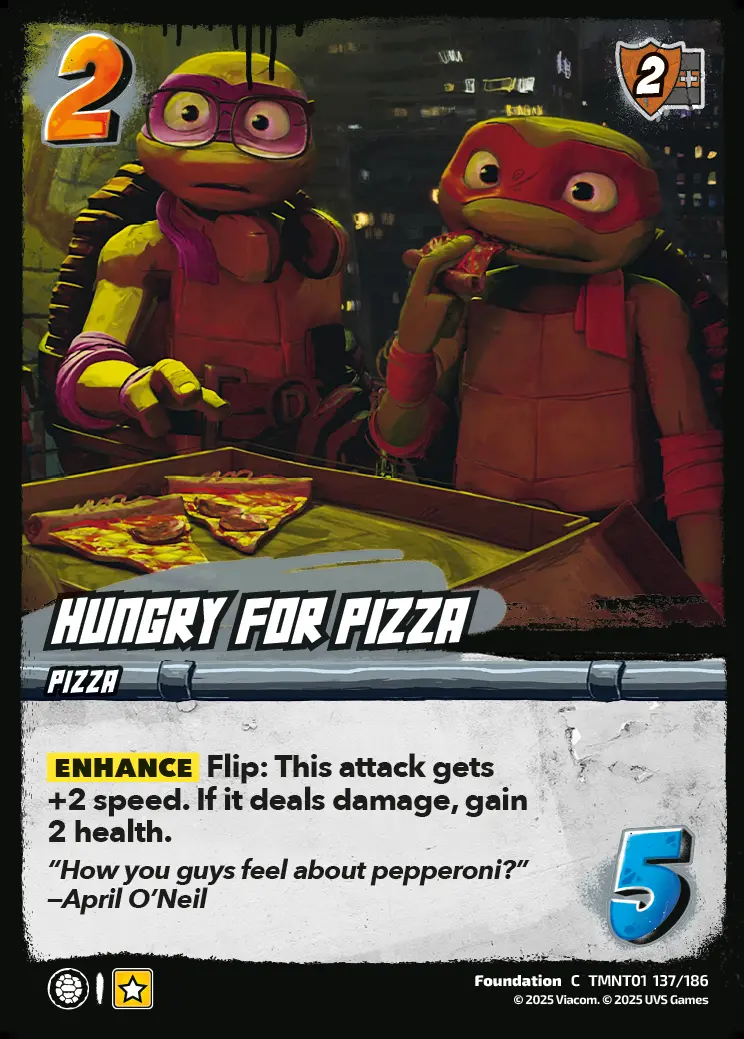 2
2
HUNGRY FOR PIZZA
PIZZA
ENHANCE Flip: This attack gets
+2 speed. If it deals damage, gain
2 health.
“How you guys feel about pepperoni?”
—April O’Neil
5
Foundation C TMNT01 137/186
© 2025 Viacom. © 2025 UVS Games